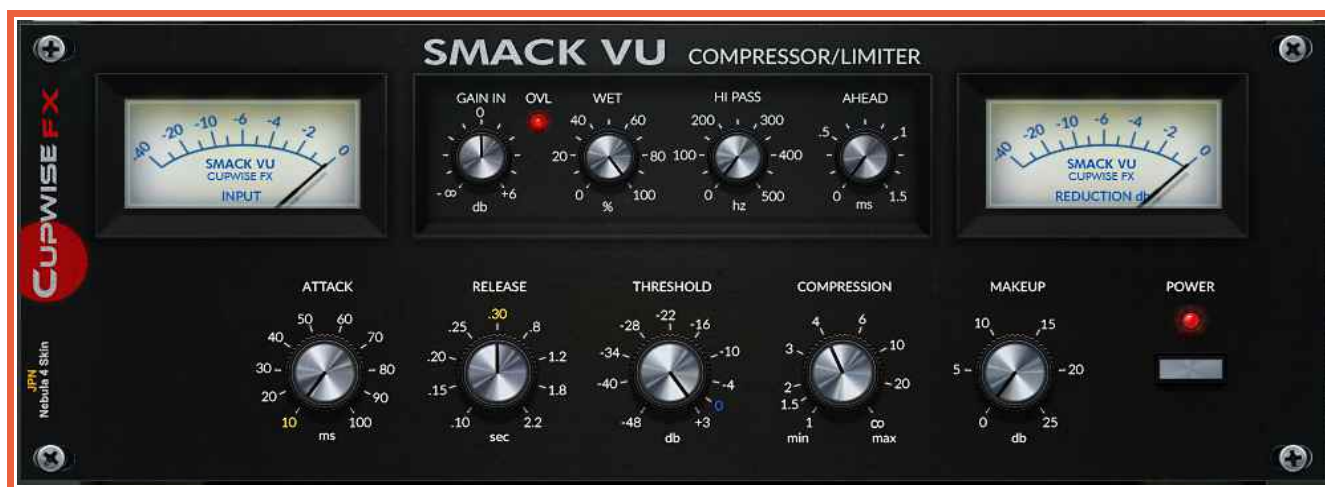 SMACK VU COMPRESSOR/LIMITER
CUPWISE FX
JPN
Nebula 4 Skin
-40 -20 -10 -6 -4 -2 0
SMACK VU
CUPWISE FX
INPUT
GAIN IN
0
-∞ +6
db
OVL
WET
40 60
20 80
0 100
%
HI PASS
200 300
100 400
0 500
hz
AHEAD
.5 1
0 1.5
ms
-40 -20 -10 -6 -4 -2 0
SMACK VU
CUPWISE FX
REDUCTION db
ATTACK
50 60
40 70
30 80
20 90
10 100
ms
RELEASE
.30
.25 .8
.20 1.2
.15 1.8
.10 2.2
sec
THRESHOLD
-22
-28 -16
-34 -10
-40 -4
0
-48 +3
db
COMPRESSION
4 6
3 10
2 20
1.5
1 ∞
min max
MAKEUP
10 15
5 20
0 25
db
POWER